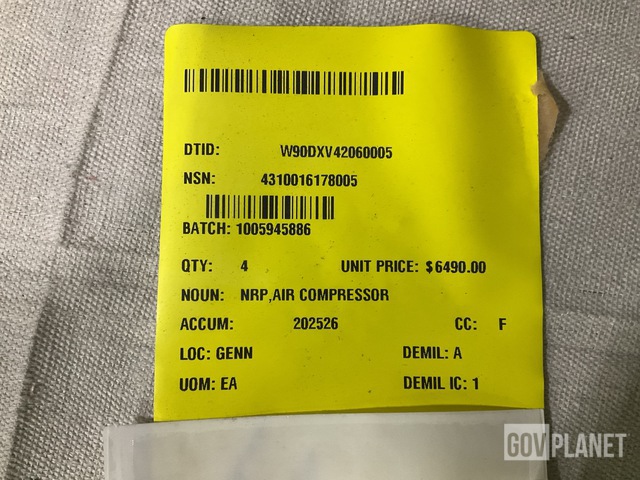 DTID: W90DXV42060005
NSN: 4310016178005
BATCH: 1005945886
QTY: 4 UNIT PRICE: $6490.00
NOUN: NRP,AIR COMPRESSOR
ACCUM: 202526 CC: F
LOC: GENN DEMIL: A
UOM: EA DEMIL IC: 1
GOVPLANET